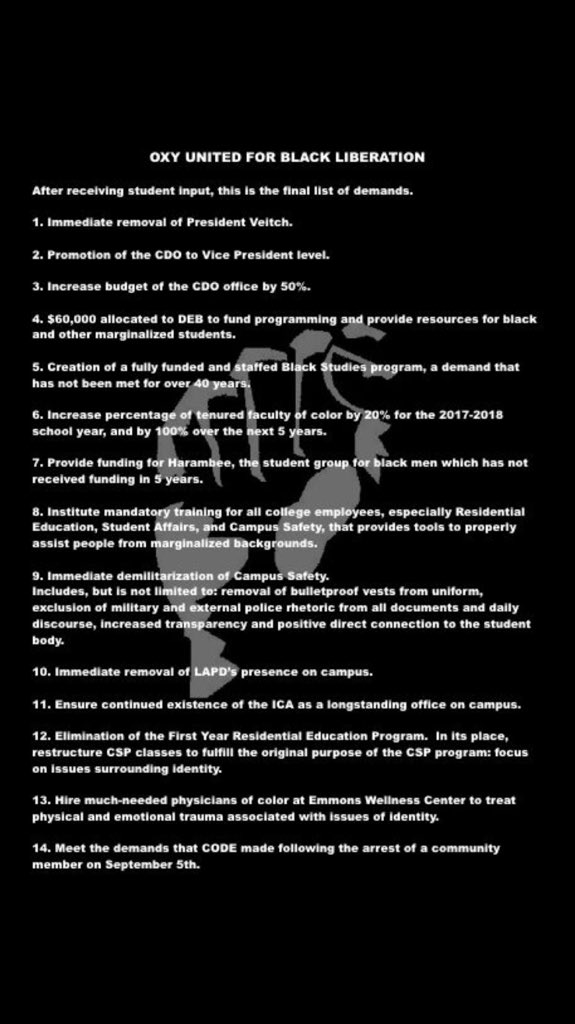 OXY UNITED FOR BLACK LIBERATION
After receiving student input, this is the final list of demands.
1. Immediate removal of President Veitch.
2. Promotion of the CDO to Vice President level.
3. Increase budget of the CDO office by 50%.
4. $60,000 allocated to DEB to fund programming and provide resources for black
and other marginalized students.
5. Creation of a fully funded and staffed Black Studies program, a demand that
has not been met for over 40 years.
6. Increase percentage of tenured faculty of color by 20% for the 2017-2018
school year, and by 100% over the next 5 years.
7. Provide funding for Harambee, the student group for black men which has not
received funding in 5 years.
8. Institute mandatory training for all college employees, especially Residential
Education, Student Affairs, and Campus Safety, that provides tools to properly
assist people from marginalized backgrounds.
9. Immediate demilitarization of Campus Safety.
Includes, but is not limited to: removal of bulletproof vests from uniform,
exclusion of military and external police rhetoric from all documents and daily
discourse, increased transparency and positive direct connection to the student
body.
10. Immediate removal of LAPD's presence on campus.
11. Ensure continued existence of the ICA as a longstanding office on campus.
12. Elimination of the First Year Residential Education Program. In its place,
restructure CSP classes to fulfill the original purpose of the CSP program: focus
on issues surrounding identity.
13. Hire much-needed physicians of color at Emmons Wellness Center to treat
physical and emotional trauma associated with issues of identity.
14. Meet the demands that CODE made following the arrest of a community
member on September 5th.